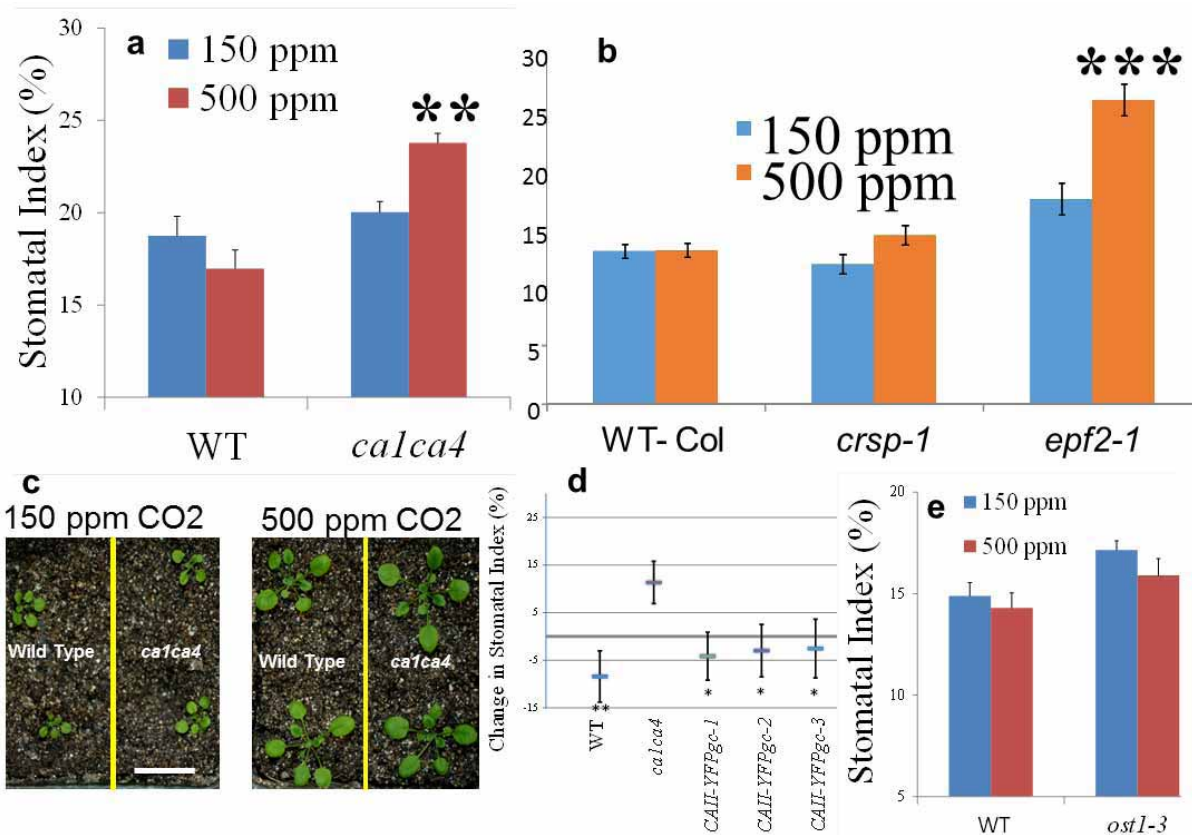 a
Stomatal Index (%)
30
25
20
15
10
150 ppm
500 ppm
**
WT
ca1ca4
b
30
25
20
15
10
5
0
150 ppm
500 ppm
***
WT- Col
crsp-1
epf2-1
c
150 ppm CO2
500 ppm CO2
Wild Type
ca1ca4
Wild Type
ca1ca4
d
Change in Stomatal Index (%)
25
15
5
-5
-15
**
*
*
*
WT
ca1ca4
CAII-YFPgc-1
CAII-YFPgc-2
CAII-YFPgc-3
e
Stomatal Index (%)
20
15
10
5
150 ppm
500 ppm
WT
ost1-3